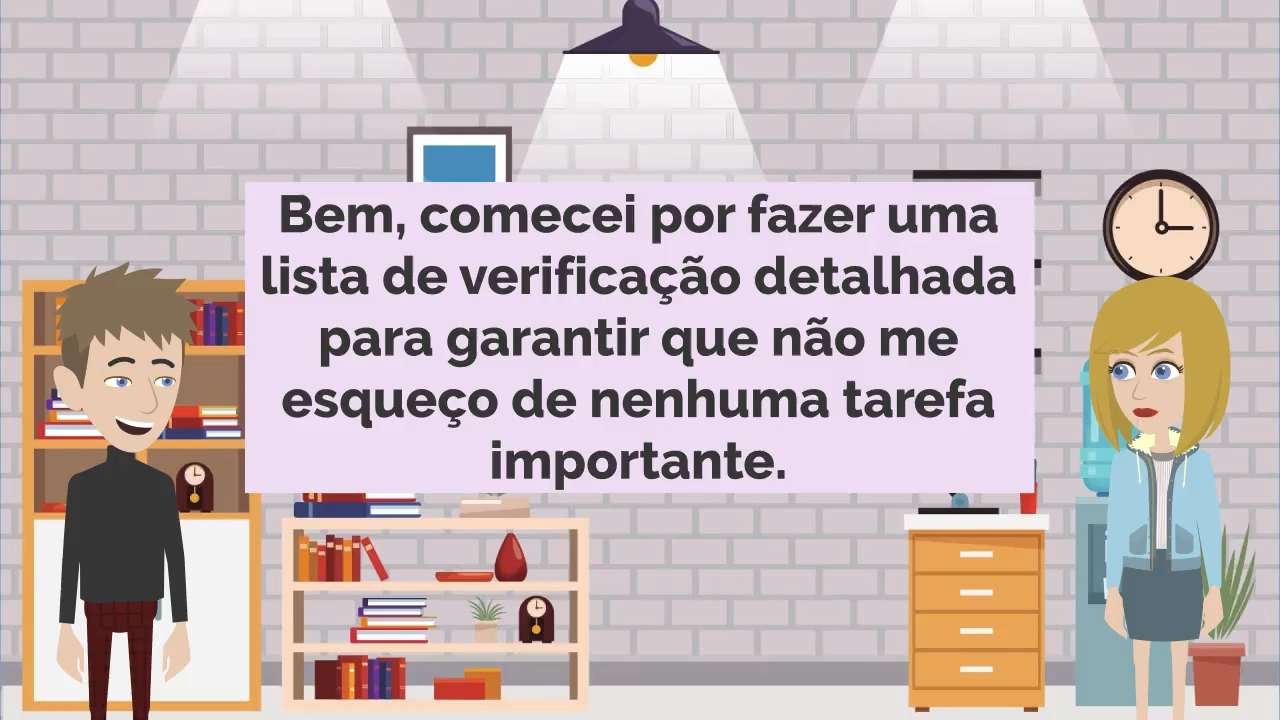 Bem, comecei por fazer uma
lista de verificação detalhada
para garantir que não me
esqueço de nenhuma tarefa
importante.